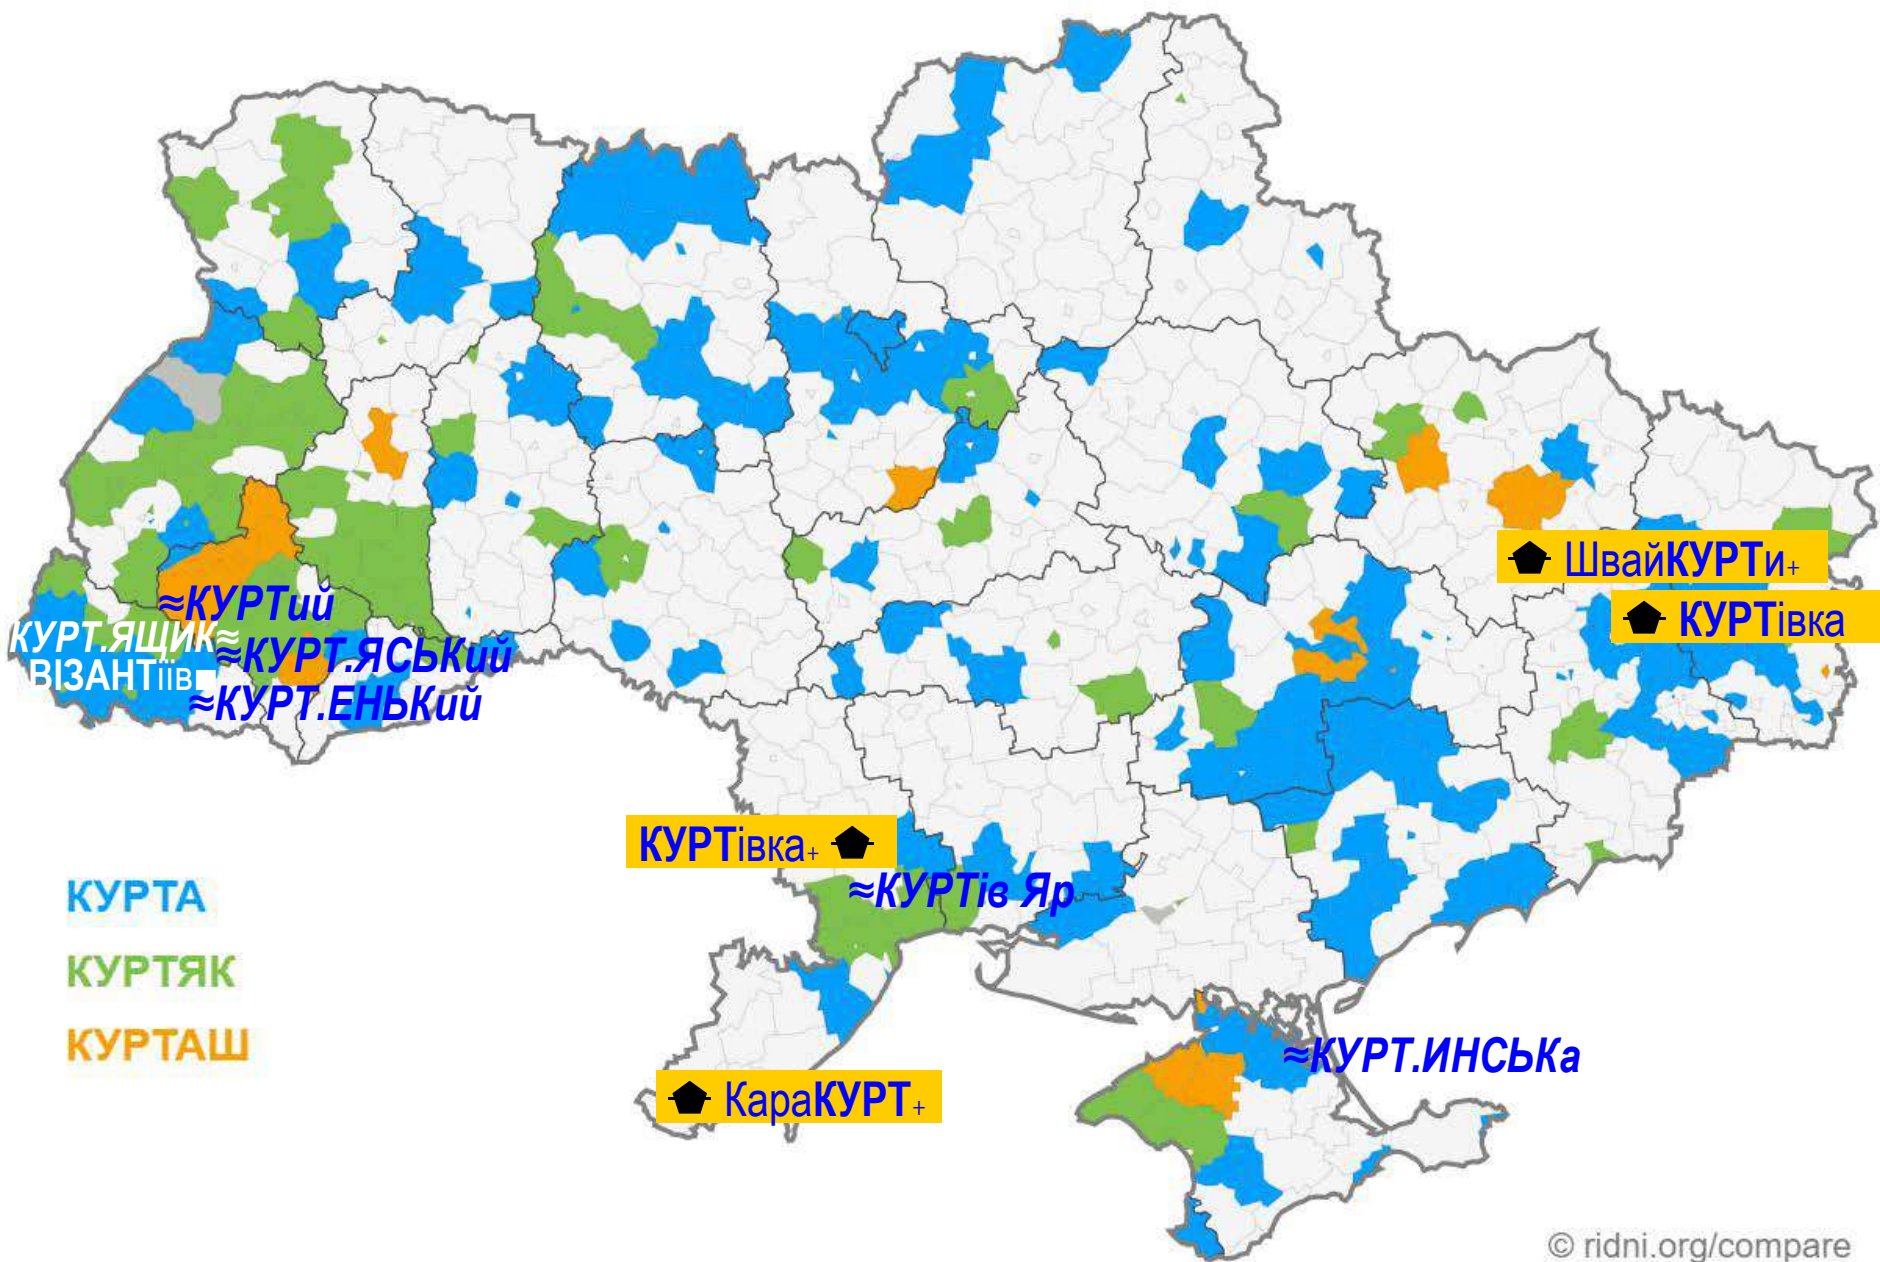 ⬟ ШвайКУРТи+
⬟ КУРТівка
≈КУРТий
КУРТ.ЯЩИК≈
≈КУРТ.ЯСЬКий
ВІЗАНТіїв■
≈КУРТ.ЕНЬКий
КУРТівка+ ⬟
≈КУРТів Яр
КУРТА
КУРТЯК
КУРТАШ
≈КУРТ.ИНСЬКа
⬟ КараКУРТ+
© ridni.org/compare